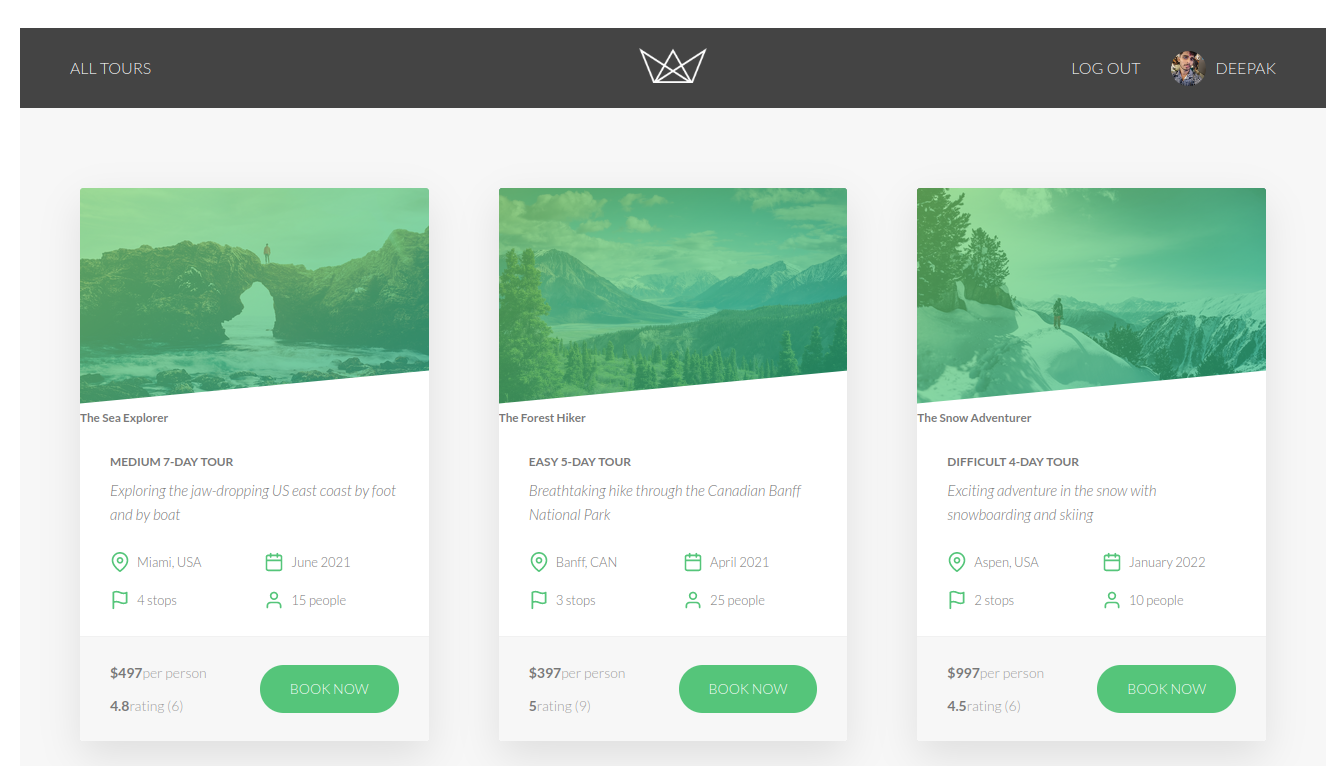 ALL TOURS
LOG OUT
DEEPAK
The Sea Explorer
MEDIUM 7-DAY TOUR
Exploring the jaw-dropping US east coast by foot
and by boat
Miami, USA
June 2021
4 stops
15 people
$497per person
4.8rating (6)
BOOK NOW
The Forest Hiker
EASY 5-DAY TOUR
Breathtaking hike through the Canadian Banff
National Park
Banff, CAN
April 2021
3 stops
25 people
$397per person
5rating (9)
BOOK NOW
The Snow Adventurer
DIFFICULT 4-DAY TOUR
Exciting adventure in the snow with
snowboarding and skiing
Aspen, USA
January 2022
2 stops
10 people
$997per person
4.5rating (6)
BOOK NOW